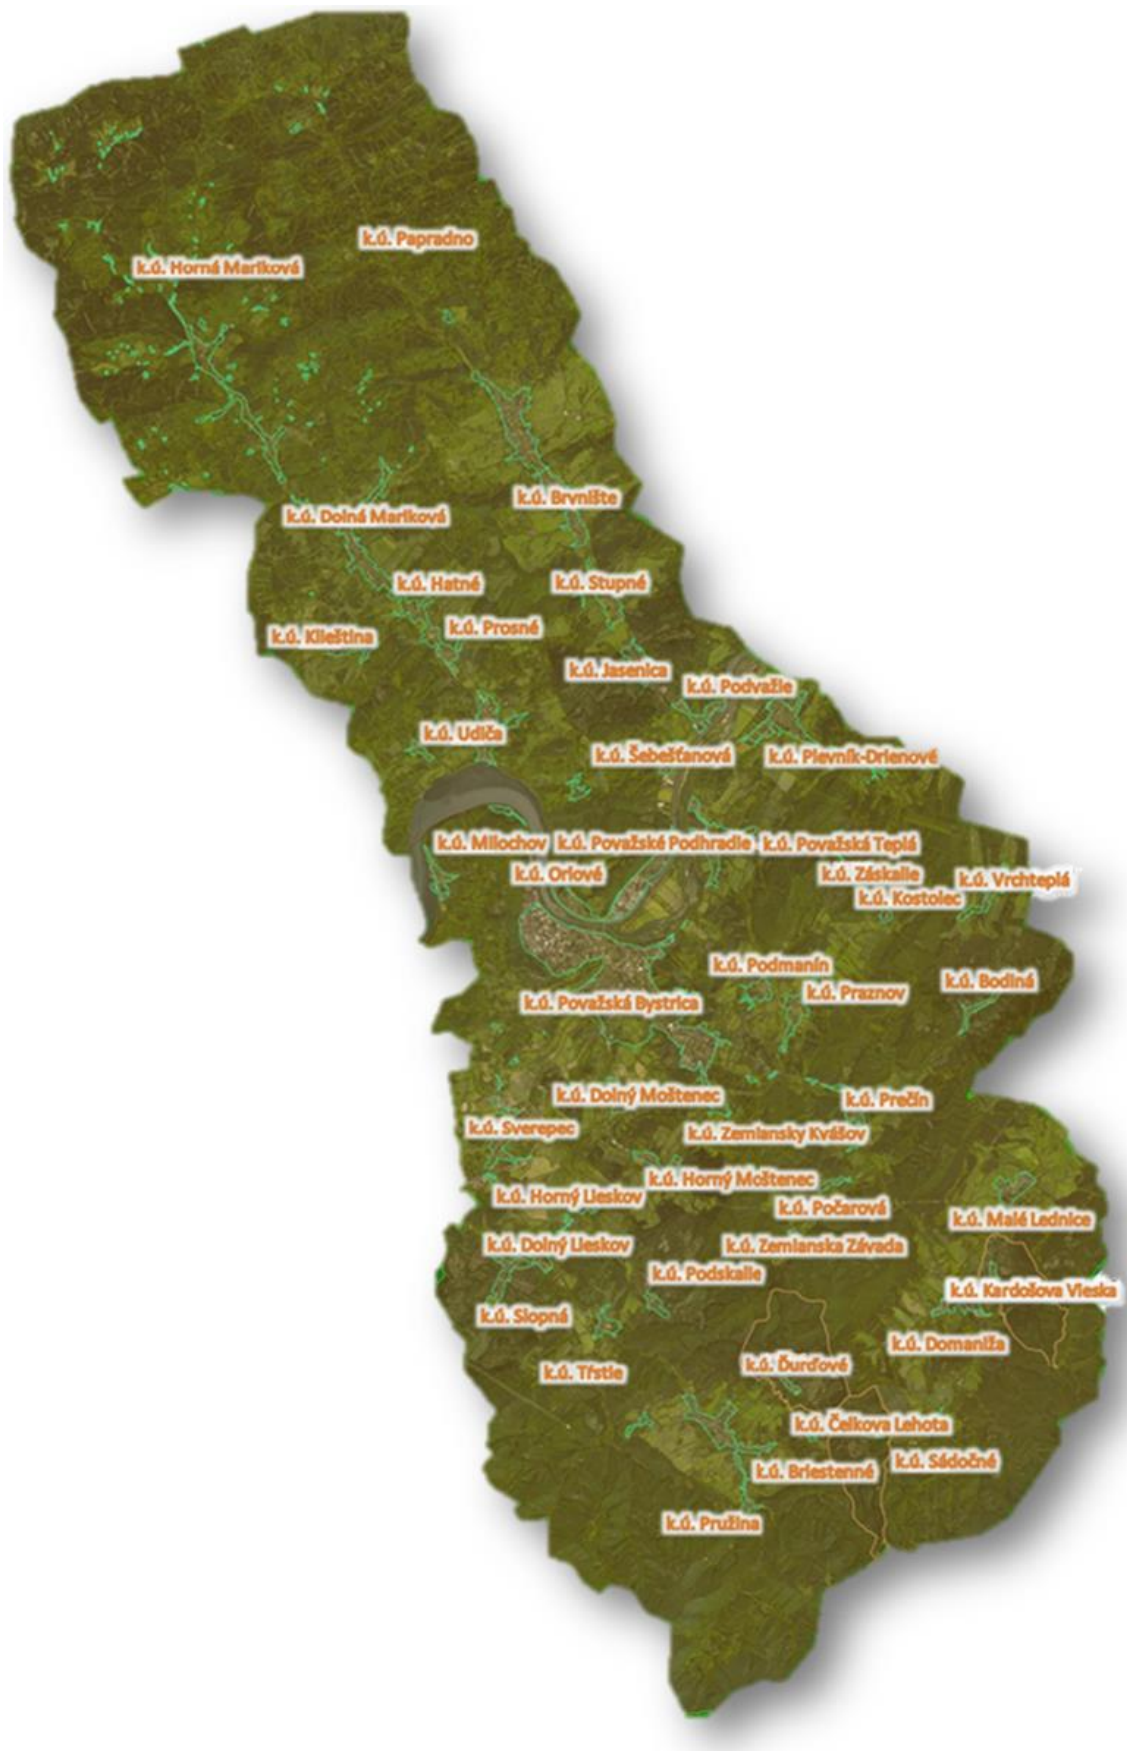 k.ú. Papradno
k.ú. Horná Mariková
k.ú. Brvnište
k.ú. Dolná Mariková
k.ú. Hatné
k.ú. Stupné
k.ú. Prosné
k.ú. Klieština
k.ú. Jasenica
k.ú. Podvažie
k.ú. Udiča
k.ú. Šebešťanová
k.ú. Plevník-Drienové
k.ú. Milochov
k.ú. Považské Podhradie
k.ú. Považská Teplá
k.ú. Orlové
k.ú. Záskalie
k.ú. Vrchteplá
k.ú. Kostolec
k.ú. Podmanín
k.ú. Bodiná
k.ú. Praznov
k.ú. Považská Bystrica
k.ú. Dolný Moštenec
k.ú. Prečín
k.ú. Sverepec
k.ú. Zemiansky Kvášov
k.ú. Horný Moštenec
k.ú. Horný Lieskov
k.ú. Počarová
k.ú. Malé Lednice
k.ú. Dolný Lieskov
k.ú. Zemianska Závada
k.ú. Podskalie
k.ú. Kardošova Vieska
k.ú. Slopná
k.ú. Domaniža
k.ú. Ďurďové
k.ú. Tŕstie
k.ú. Čelkova Lehota
k.ú. Sádočné
k.ú. Briestenné
k.ú. Pružina